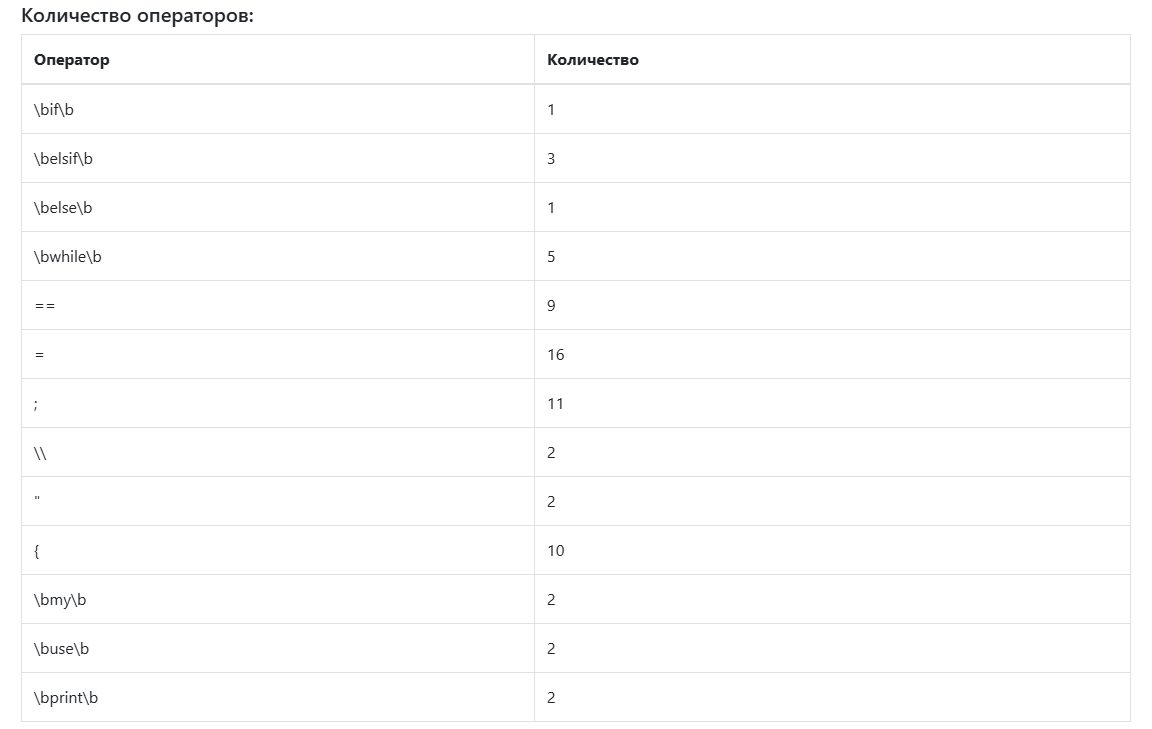 Количество операторов:
Оператор Количество
\bif\b 1
\belsif\b 3
\belse\b 1
\bwhile\b 5
== 9
= 16
; 11
\\ 2
" 2
{ 10
\bmy\b 2
\buse\b 2
\bprint\b 2